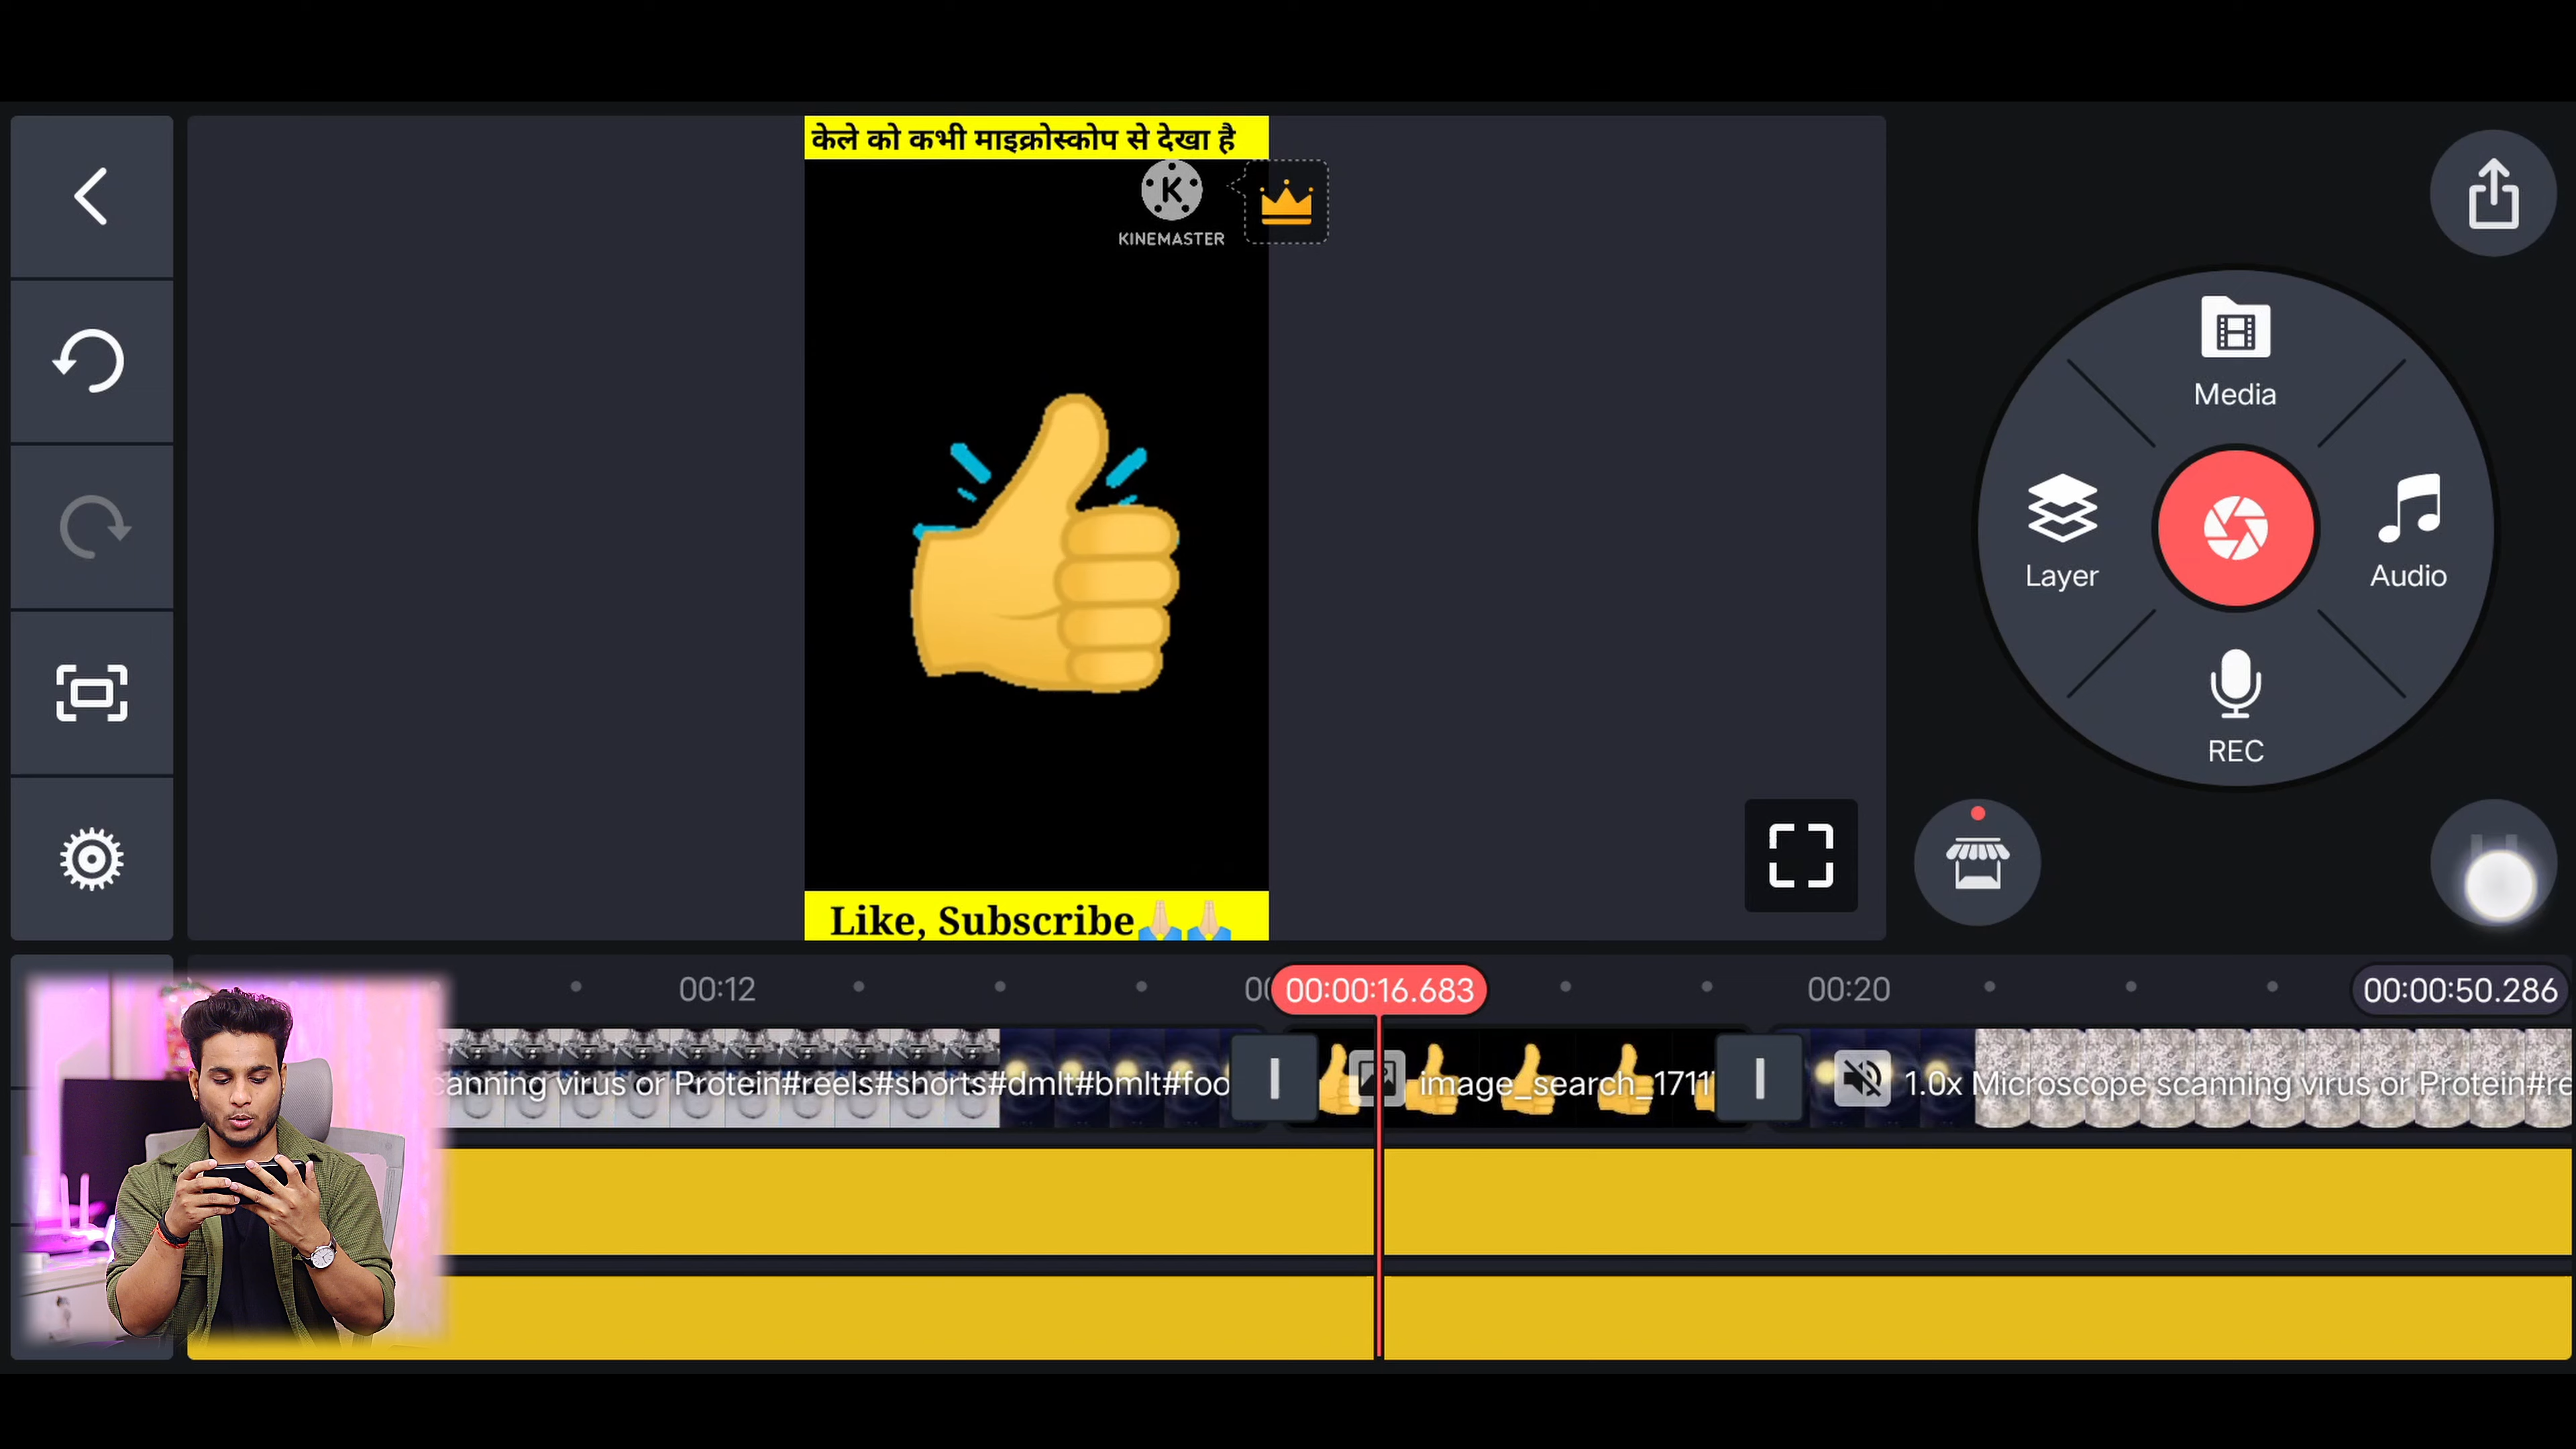 केले को कभी माइक्रोस्कोप से देखा है
KINEMASTER
Media
Layer
Audio
REC
Like, Subscribe🙏🏻🙏🏻
00:12
00:00:16.683
00:20
00:00:50.286
canning virus or Protein#reels#shorts#dmlt#bmlt#foo
image_search_1711
1.0x Microscope scanning virus or Protein#re